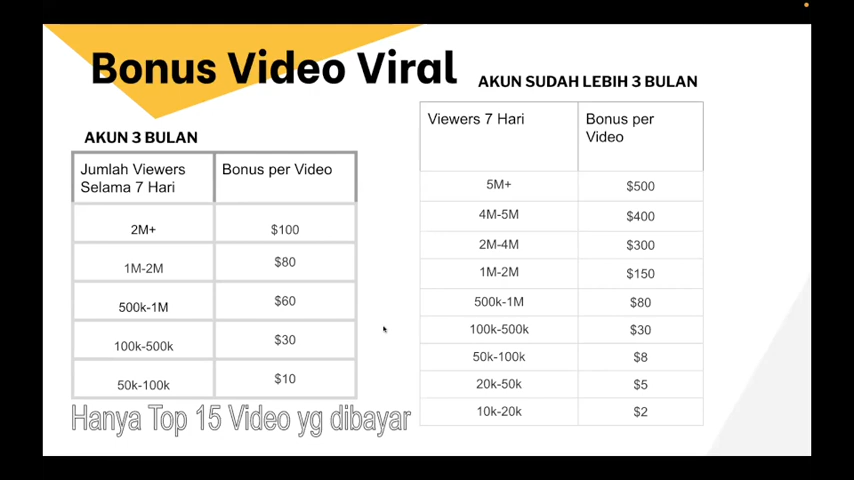 Bonus Video Viral
AKUN 3 BULAN
Jumlah Viewers Bonus per Video
Selama 7 Hari
2M+ $100
1M-2M $80
500k-1M $60
100k-500k $30
50k-100k $10
Hanya Top 15 Video yg dibayar
AKUN SUDAH LEBIH 3 BULAN
Viewers 7 Hari Bonus per
Video
5M+ $500
4M-5M $400
2M-4M $300
1M-2M $150
500k-1M $80
100k-500k $30
50k-100k $8
20k-50k $5
10k-20k $2